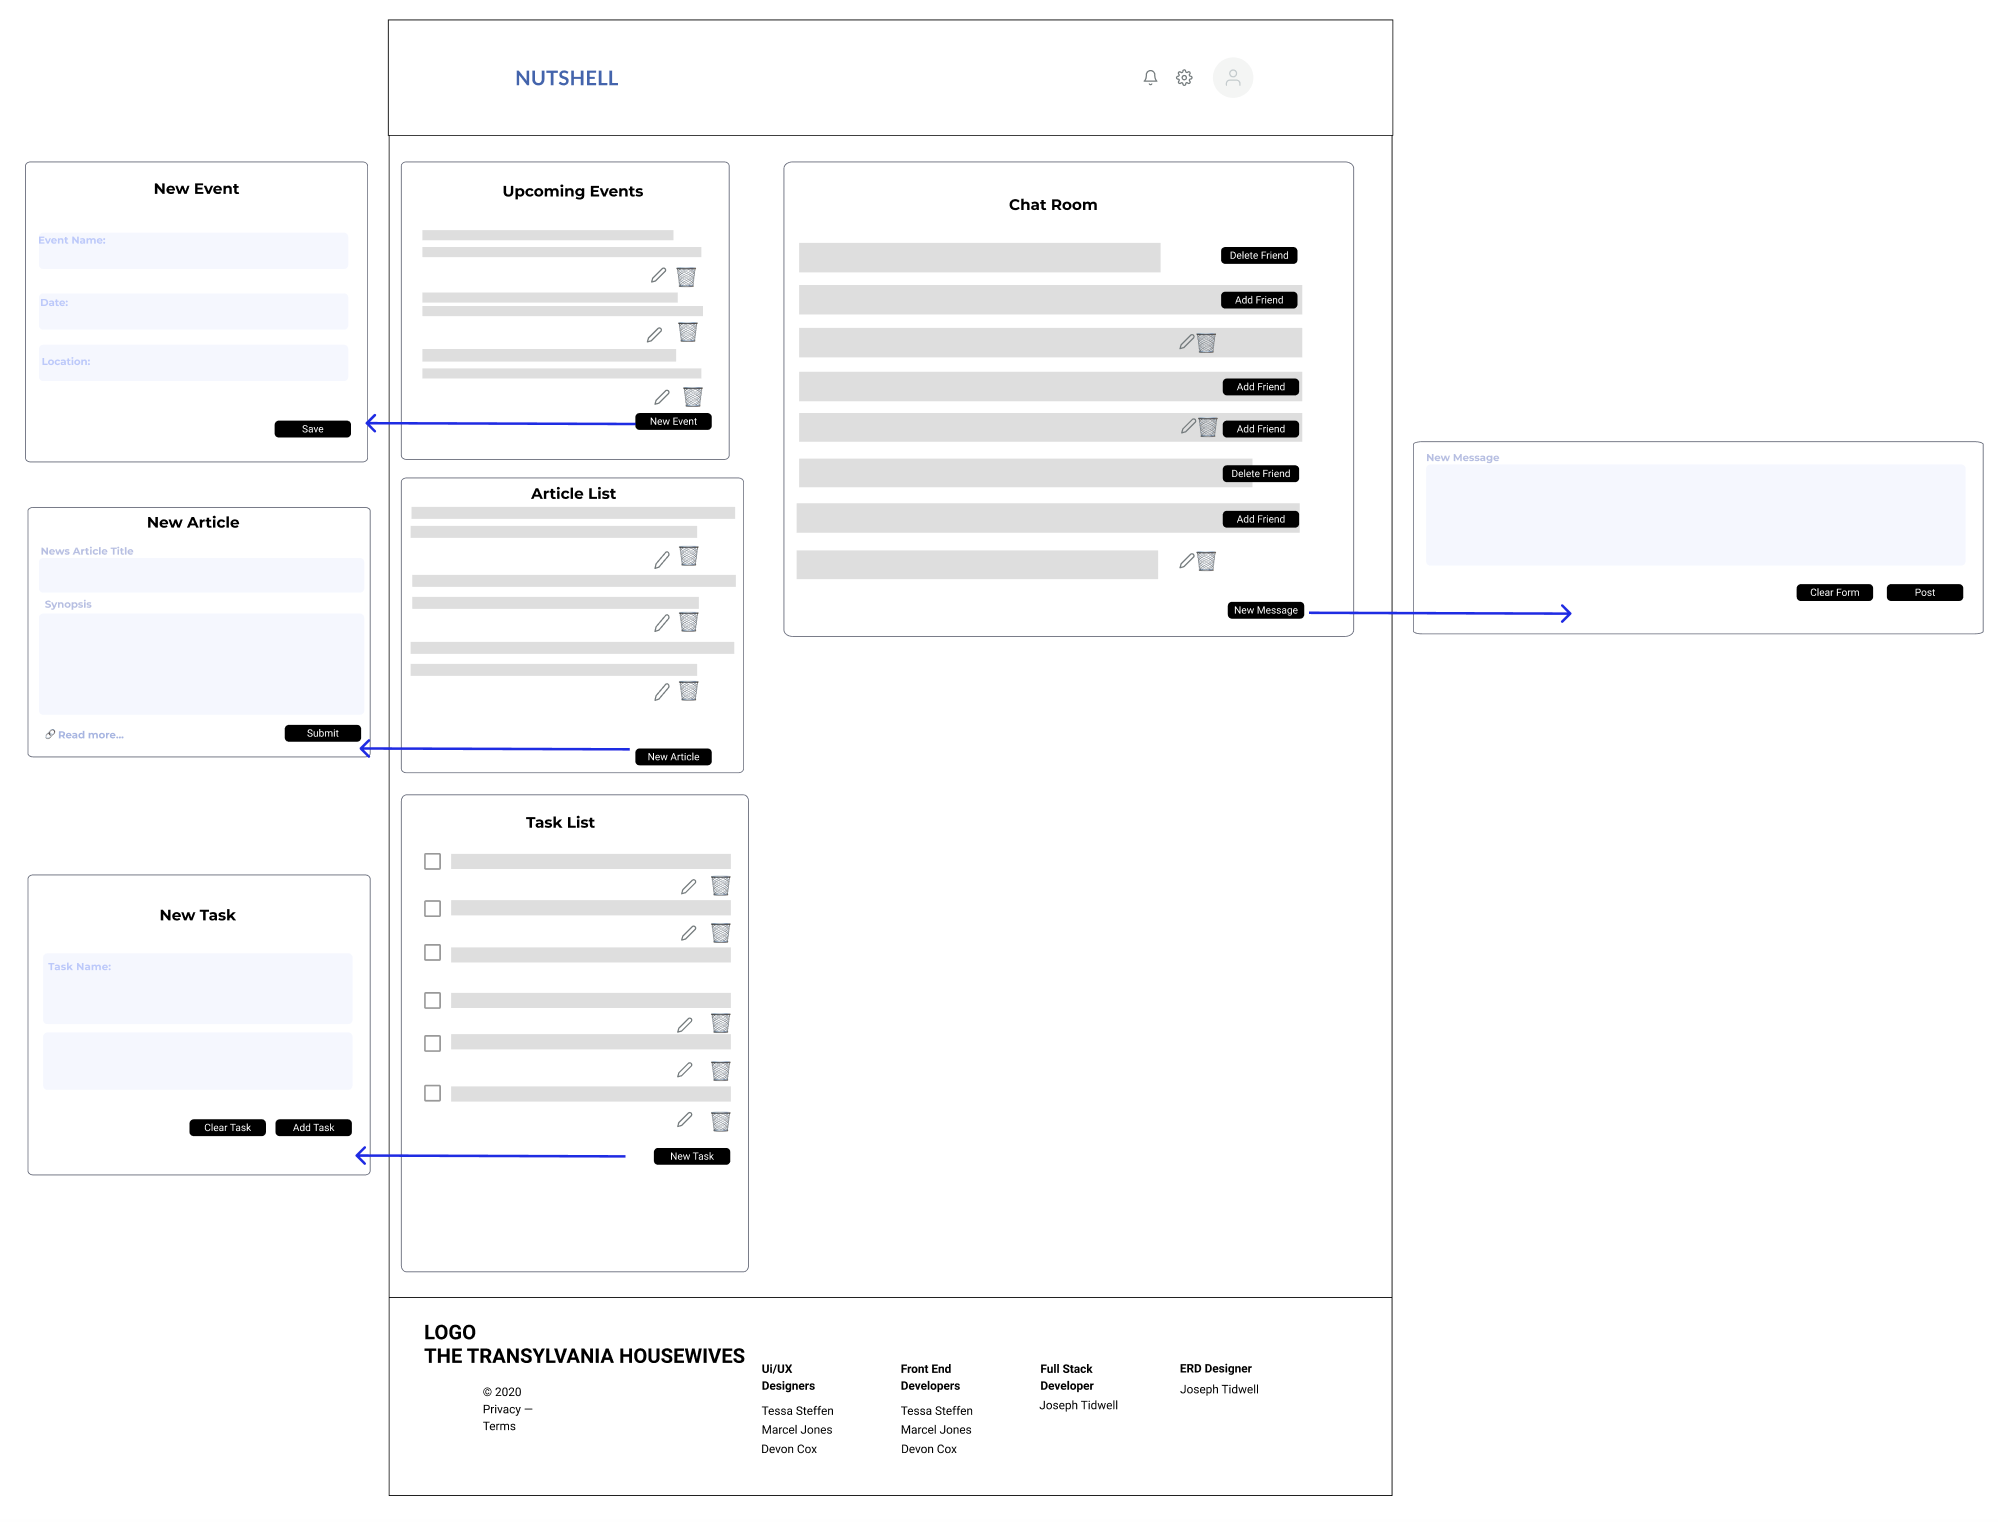 NUTSHELL
New Event
Event Name:
Date:
Location:
Save
Upcoming Events
New Event
Chat Room
Delete Friend
Add Friend
Add Friend
Add Friend
Delete Friend
Add Friend
New Message
New Message
Clear Form
Post
New Article
News Article Title
Synopsis
Read more...
Submit
Article List
New Article
Task List
New Task
New Task
Task Name:
Clear Task
Add Task
LOGO
THE TRANSYLVANIA HOUSEWIVES
© 2020
Privacy —
Terms
Ui/UX
Designers
Tessa Steffen
Marcel Jones
Devon Cox
Front End
Developers
Tessa Steffen
Marcel Jones
Devon Cox
Full Stack
Developer
Joseph Tidwell
ERD Designer
Joseph Tidwell